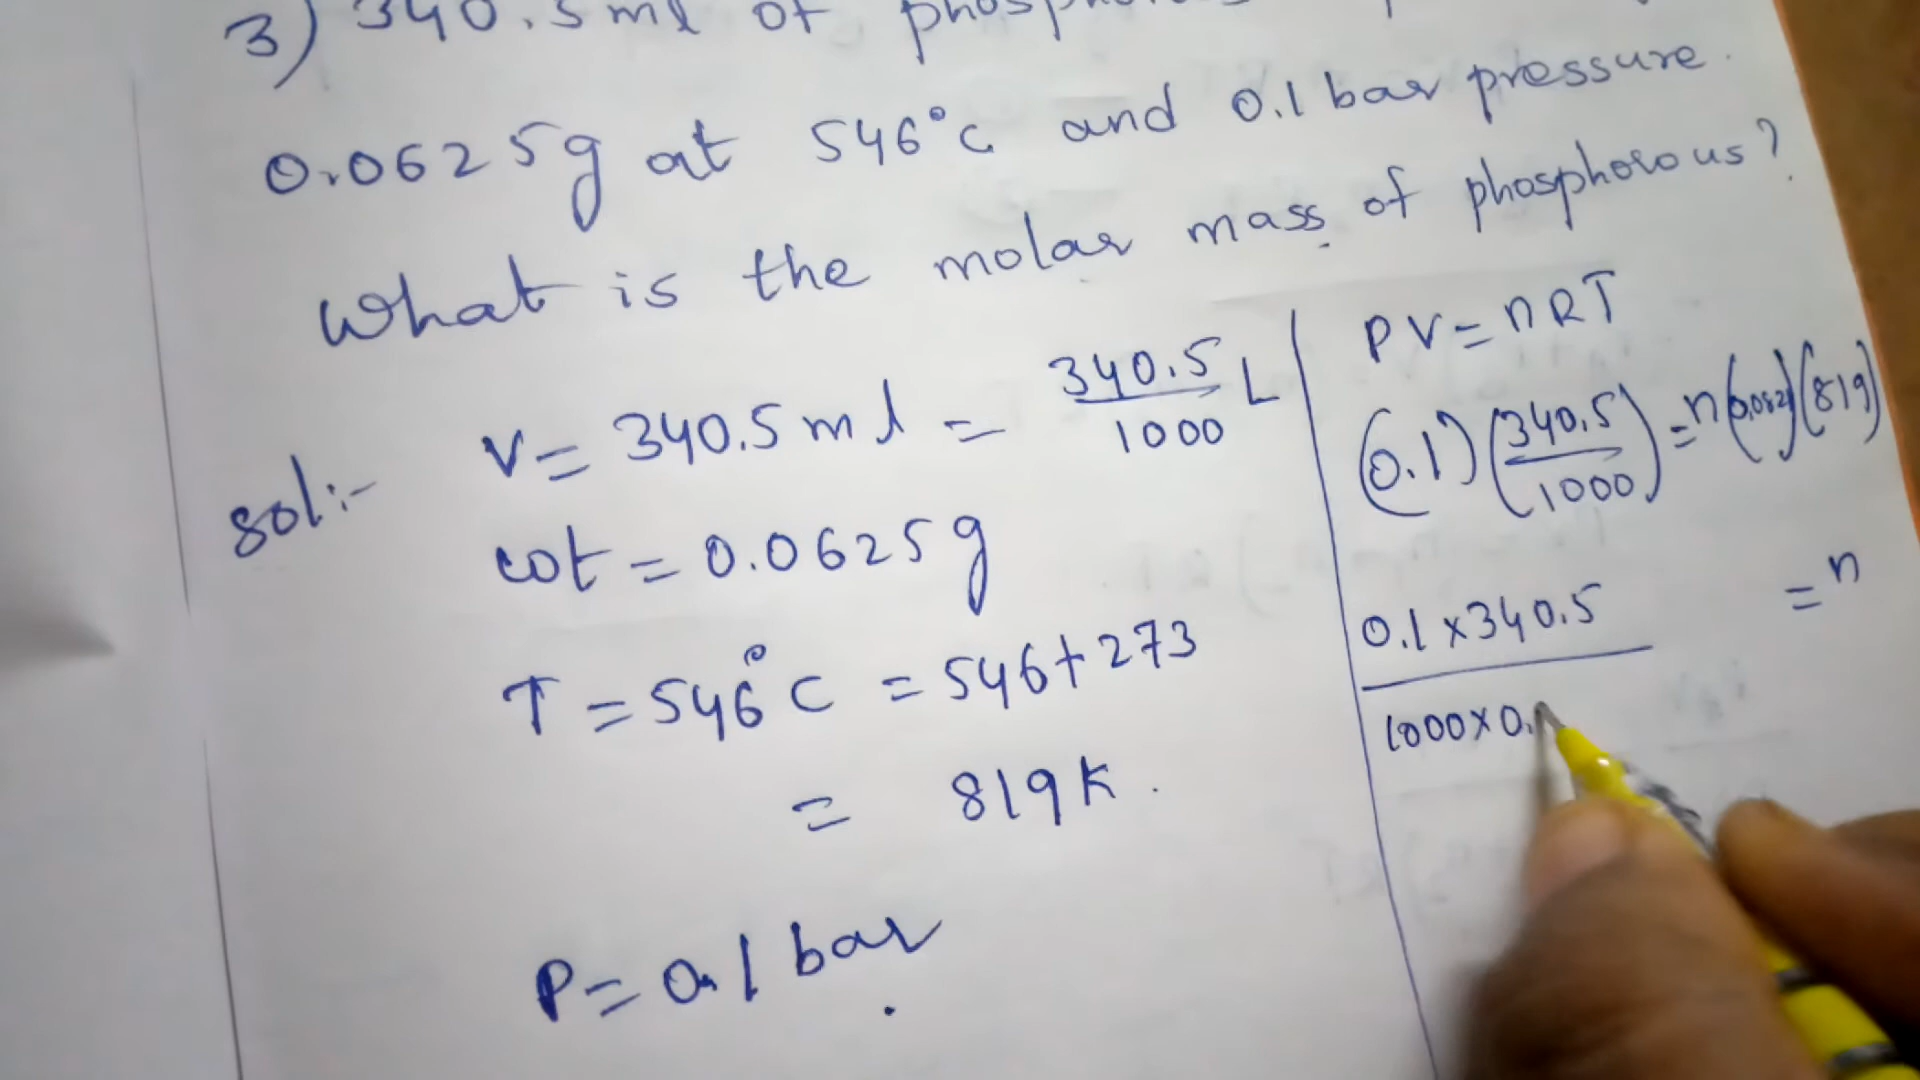 3) 340.5 ml of
0.0625g at 546°c and 0.1 bar pressure.
What is the molar mass of phosphorous?
sol:- V = 340.5 ml = 340.5/1000 L
wt = 0.0625g
T = 546°C = 546+273
= 819K.
P = 0.1 bar.
PV = nRT
(0.1) (340.5/1000) = n(0.082)(819)
0.1 x 340.5 = n
1000 x 0.